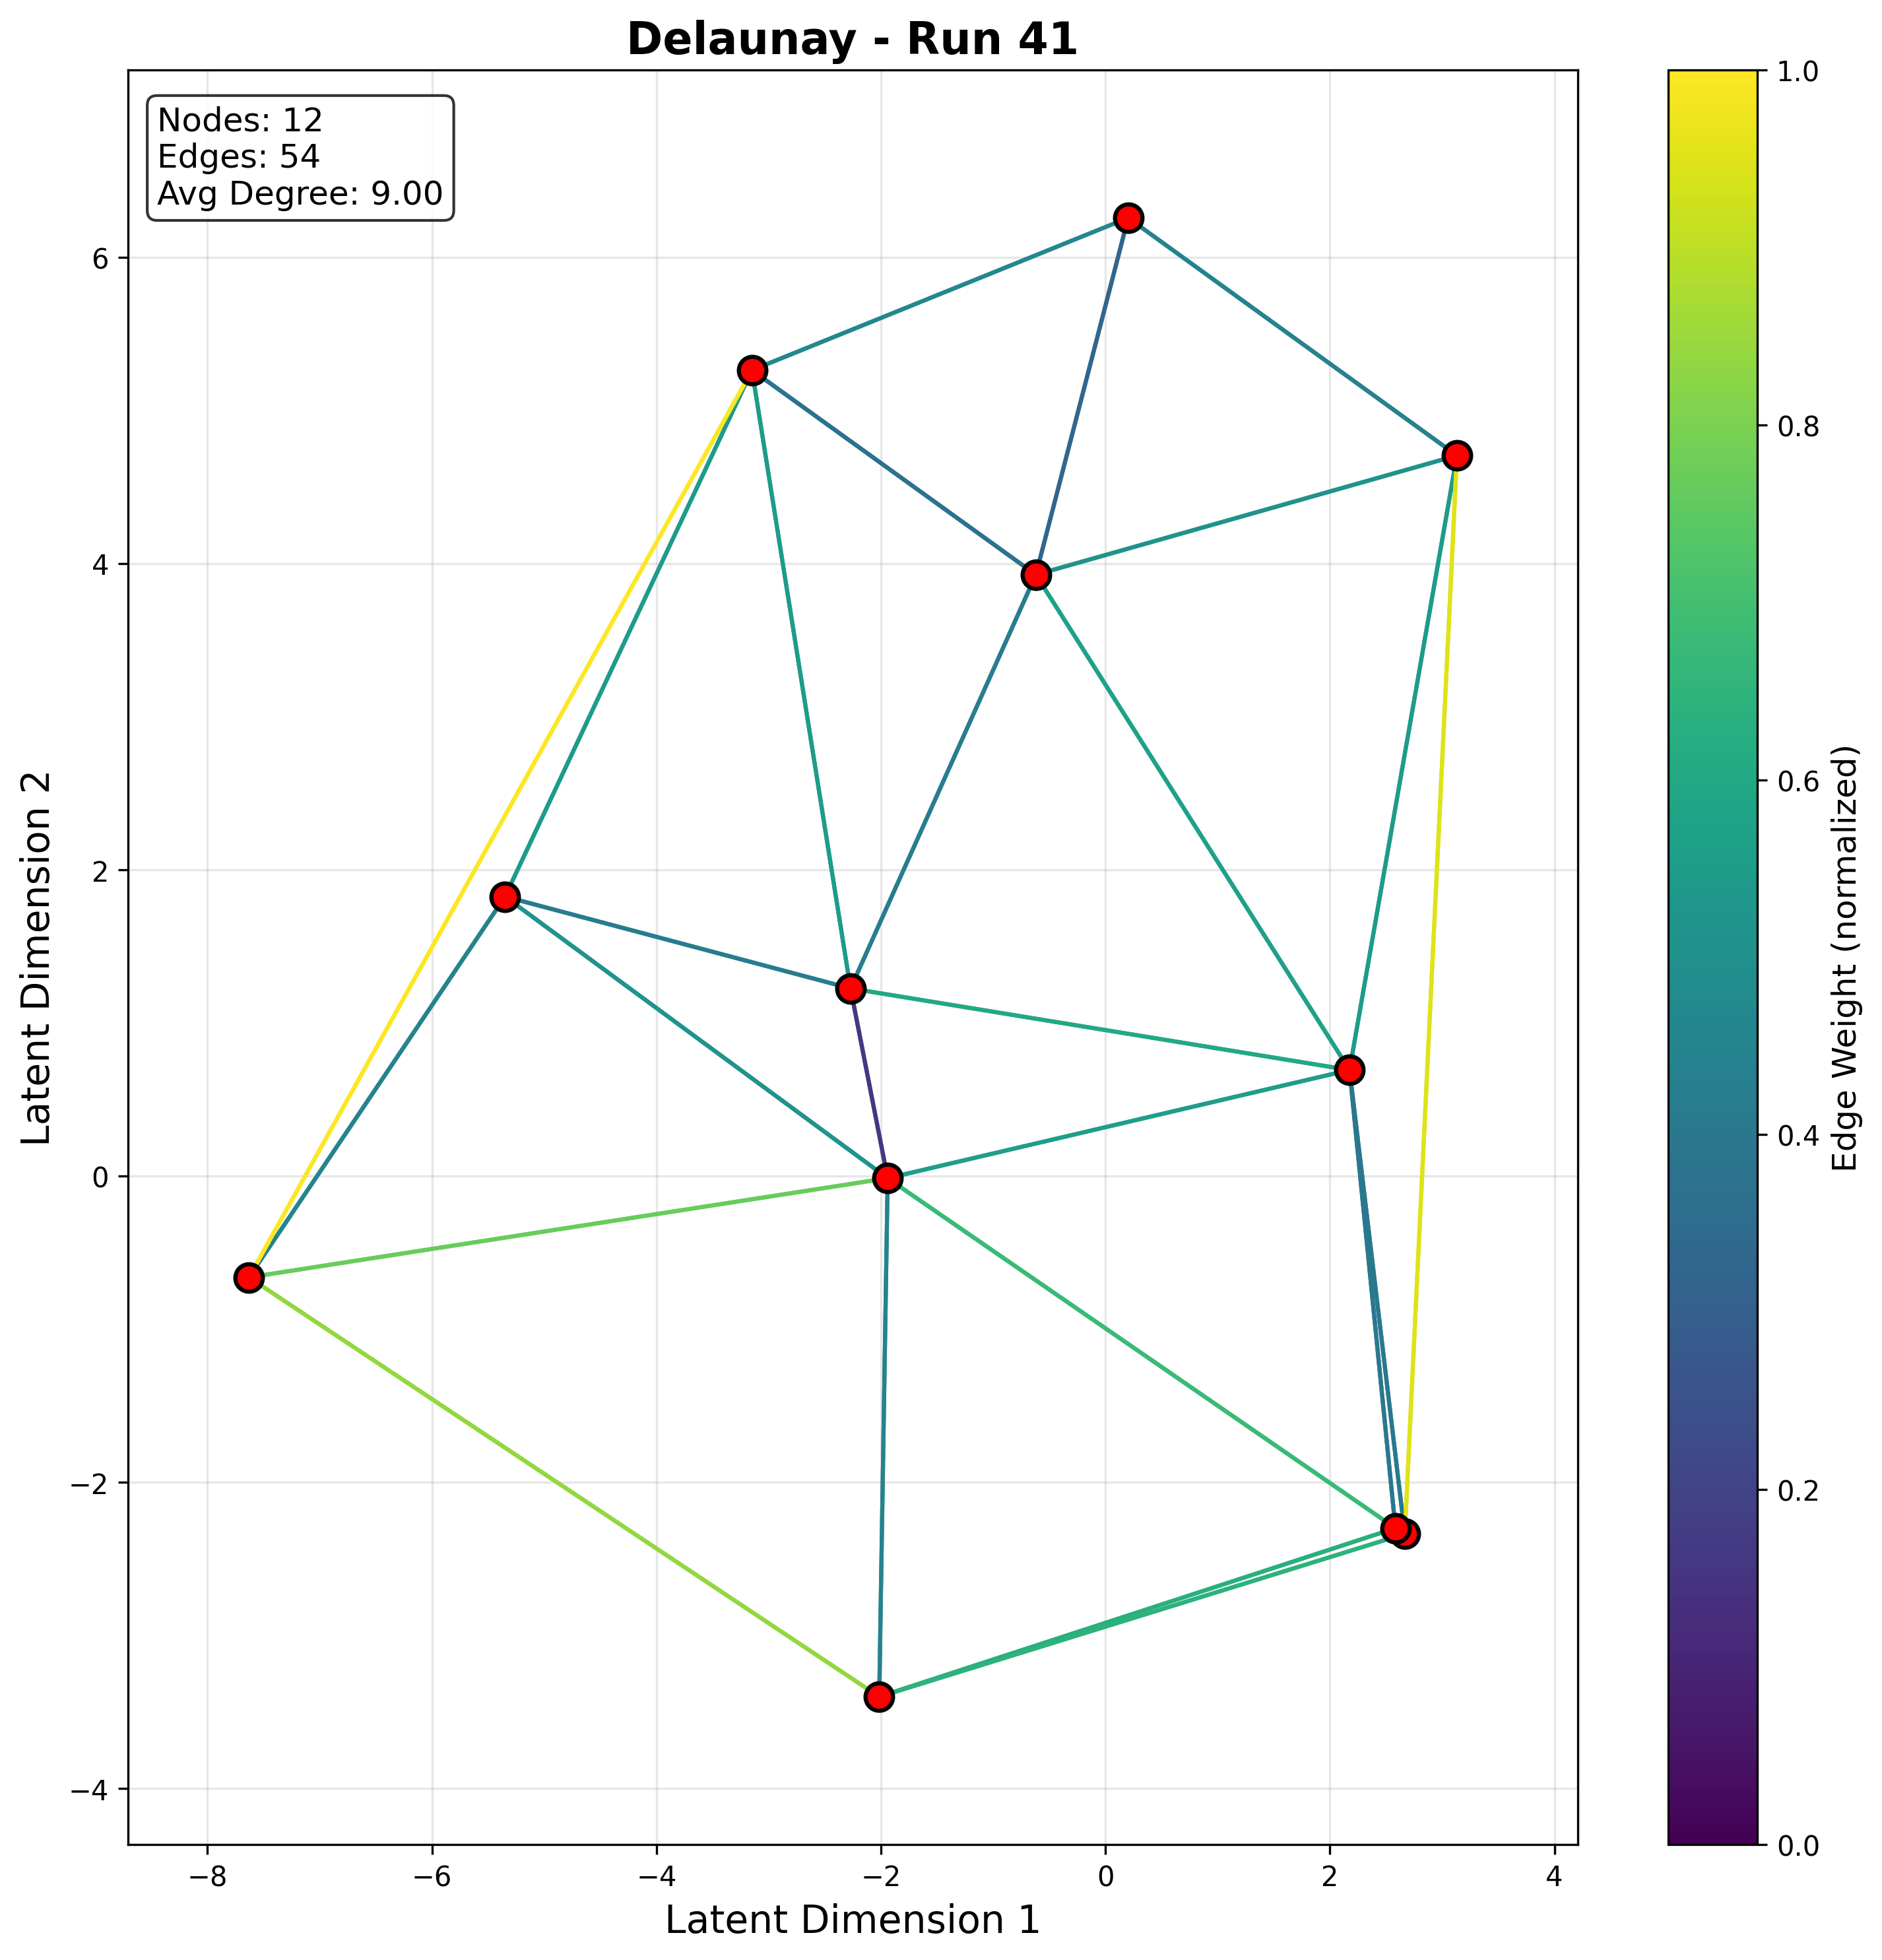 Delaunay - Run 41
Nodes: 12
Edges: 54
Avg Degree: 9.00
6
4
2
0
−2
−4
Latent Dimension 2
−8
−6
−4
−2
0
2
4
Latent Dimension 1
1.0
0.8
0.6
0.4
0.2
0.0
Edge Weight (normalized)